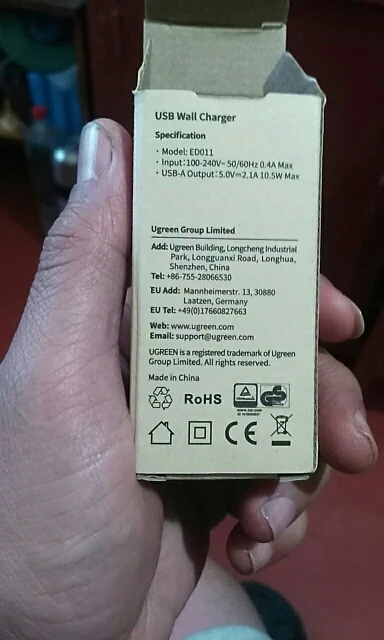 USB Wall Charger
Specification
· Model: ED011
· Input:100-240V~ 50/60Hz 0.4A Max
· USB-A Output:5.0V⎓2.1A 10.5W Max
Ugreen Group Limited
Add: Ugreen Building, Longcheng Industrial
Park, Longguanxi Road, Longhua,
Shenzhen, China
Tel: +86-755-28066530
EU Add: Mannheimerstr. 13, 30880
Laatzen, Germany
EU Tel: +49(0)17660827663
Web: www.ugreen.com
Email: support@ugreen.com
UGREEN is a registered trademark of Ugreen
Group Limited. All rights reserved.
Made in China
RoHS
CE